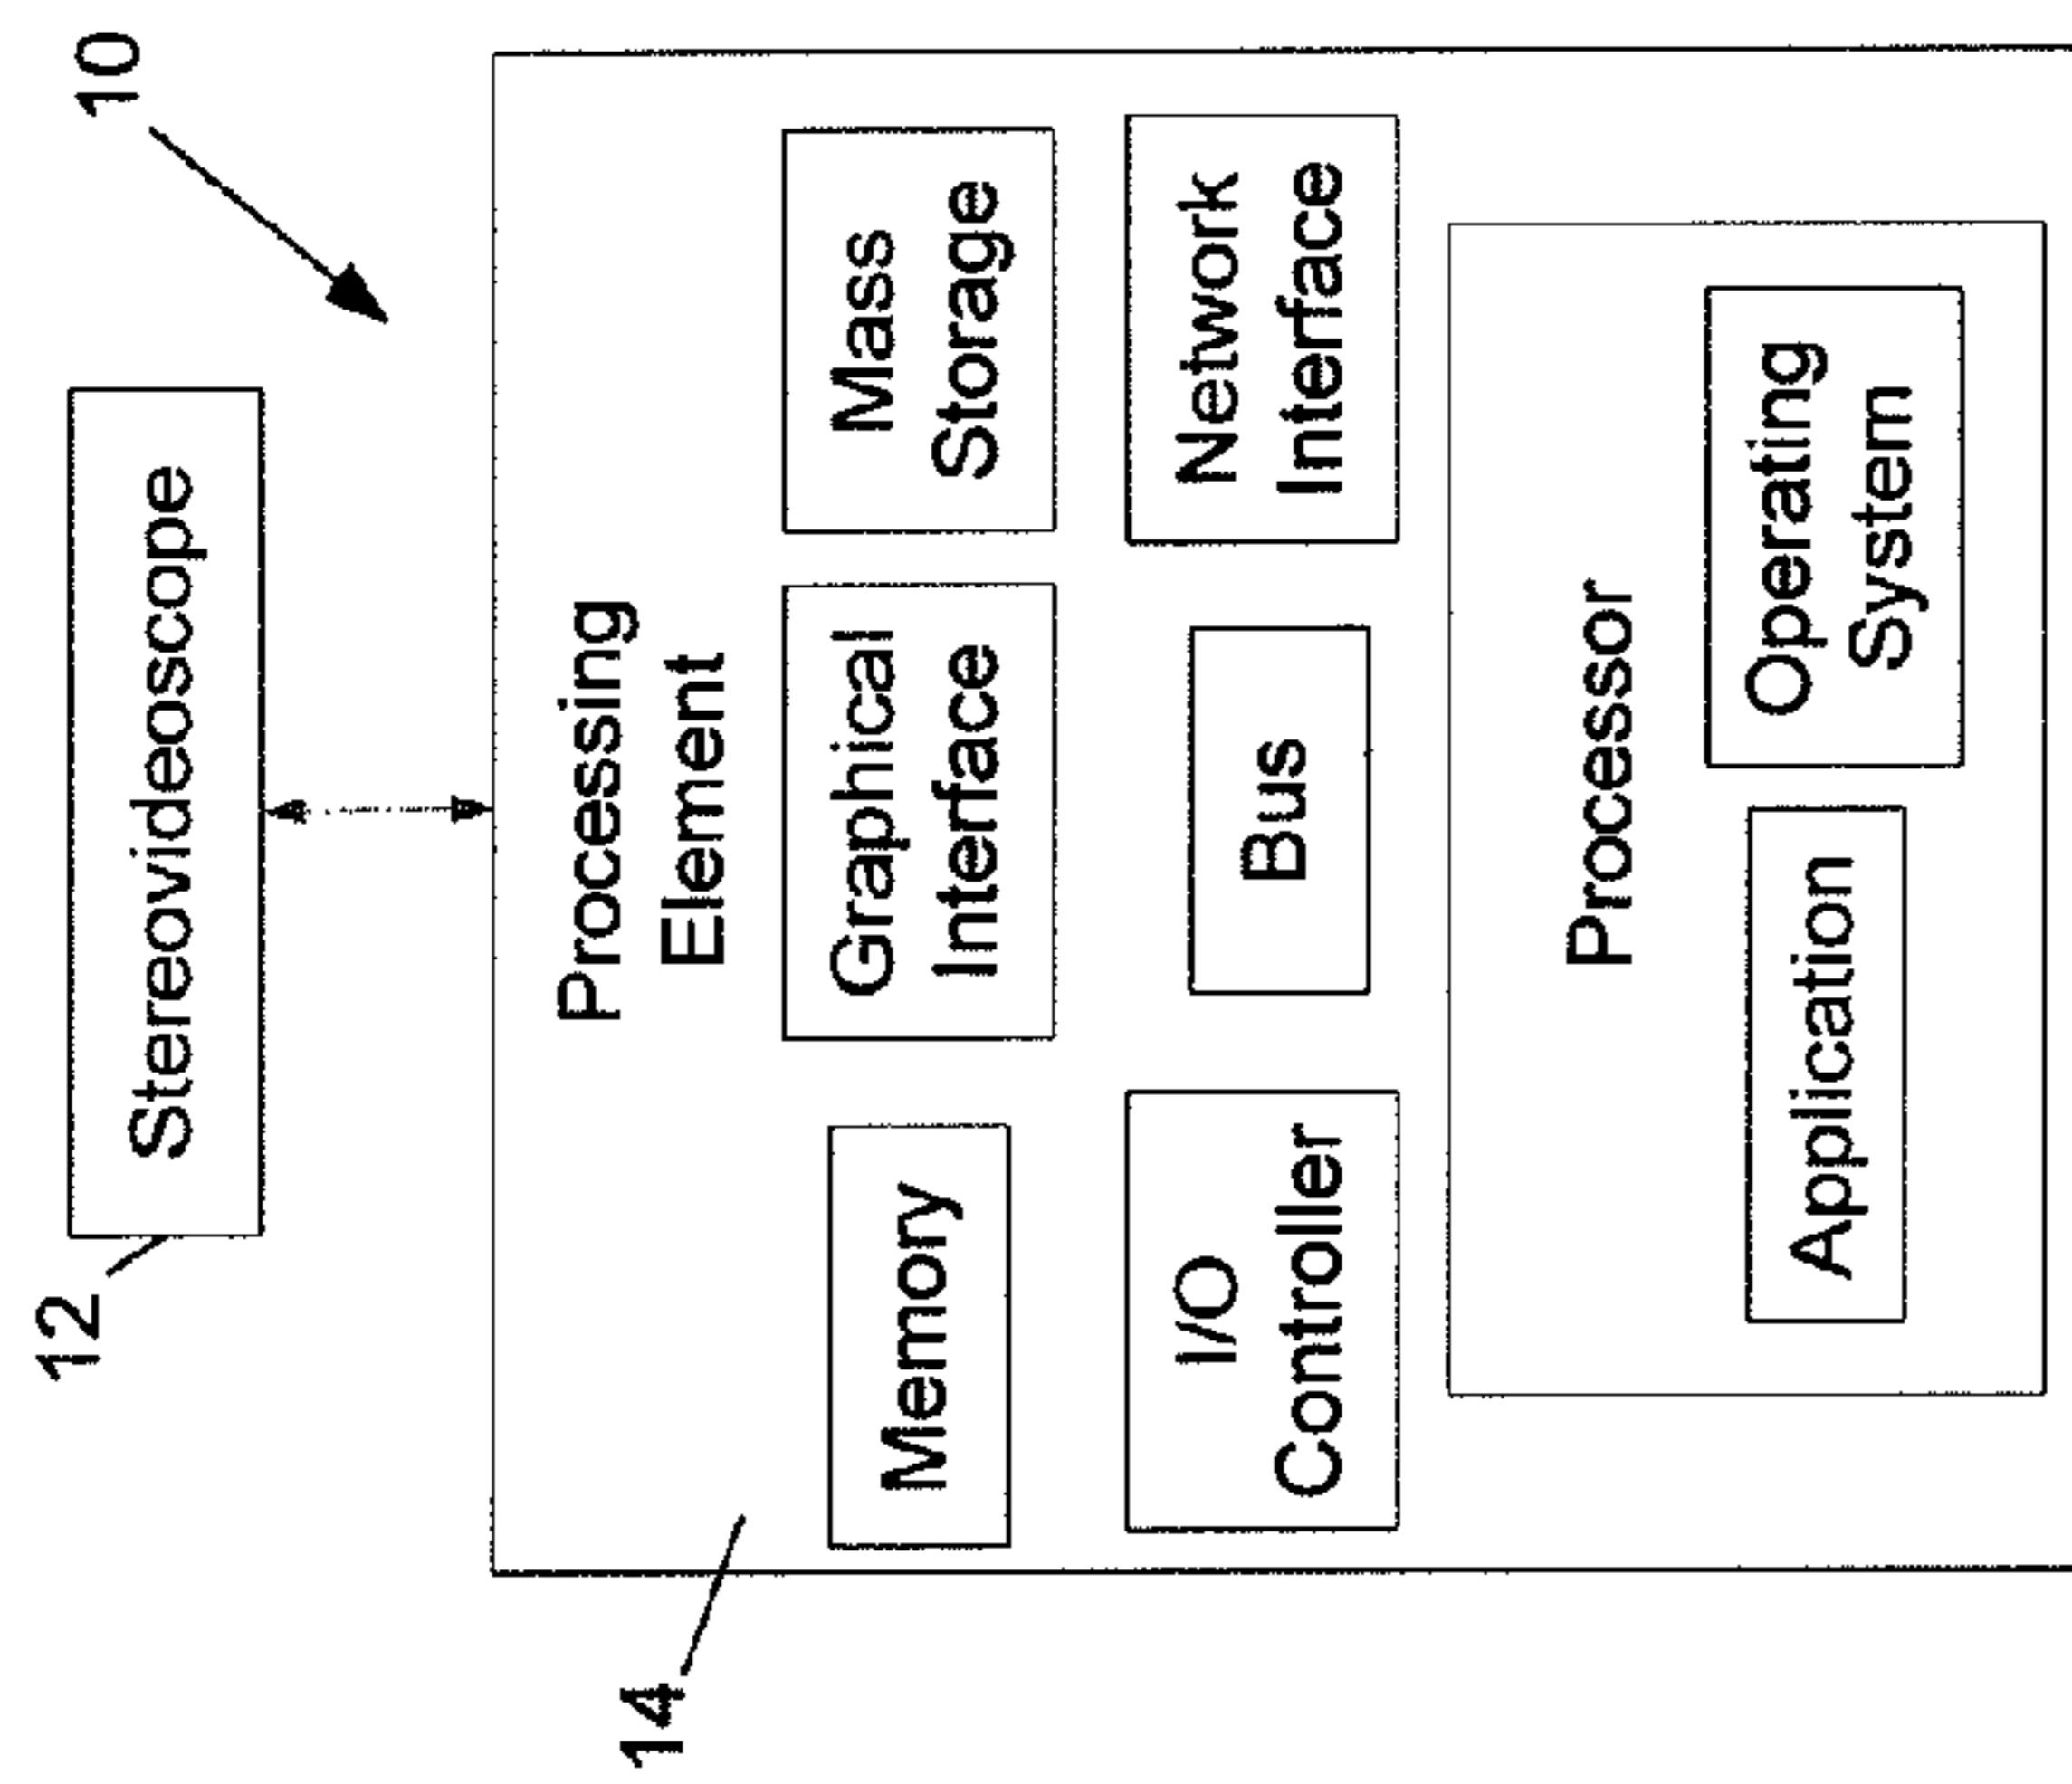 10
12
Stereovideoscope
14
Processing
Element
Memory
Graphical
Interface
Mass
Storage
I/O
Controller
Bus
Network
Interface
Processor
Application
Operating
System